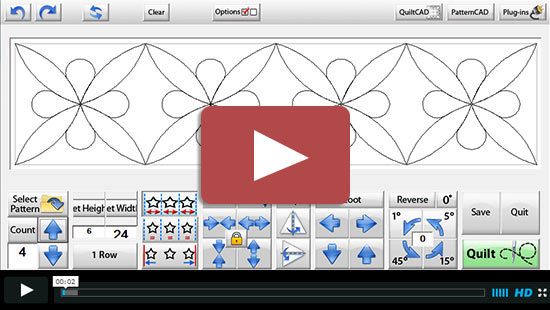 Clear
Options
QuiltCAD
PatternCAD
Plug-ins
Select
Pattern
Count
4
et Heigh
6
et Width
24
1 Row
oot
Reverse
0°
1°
5°
0
45°
15°
Save
Quit
Quilt
00:02
HD